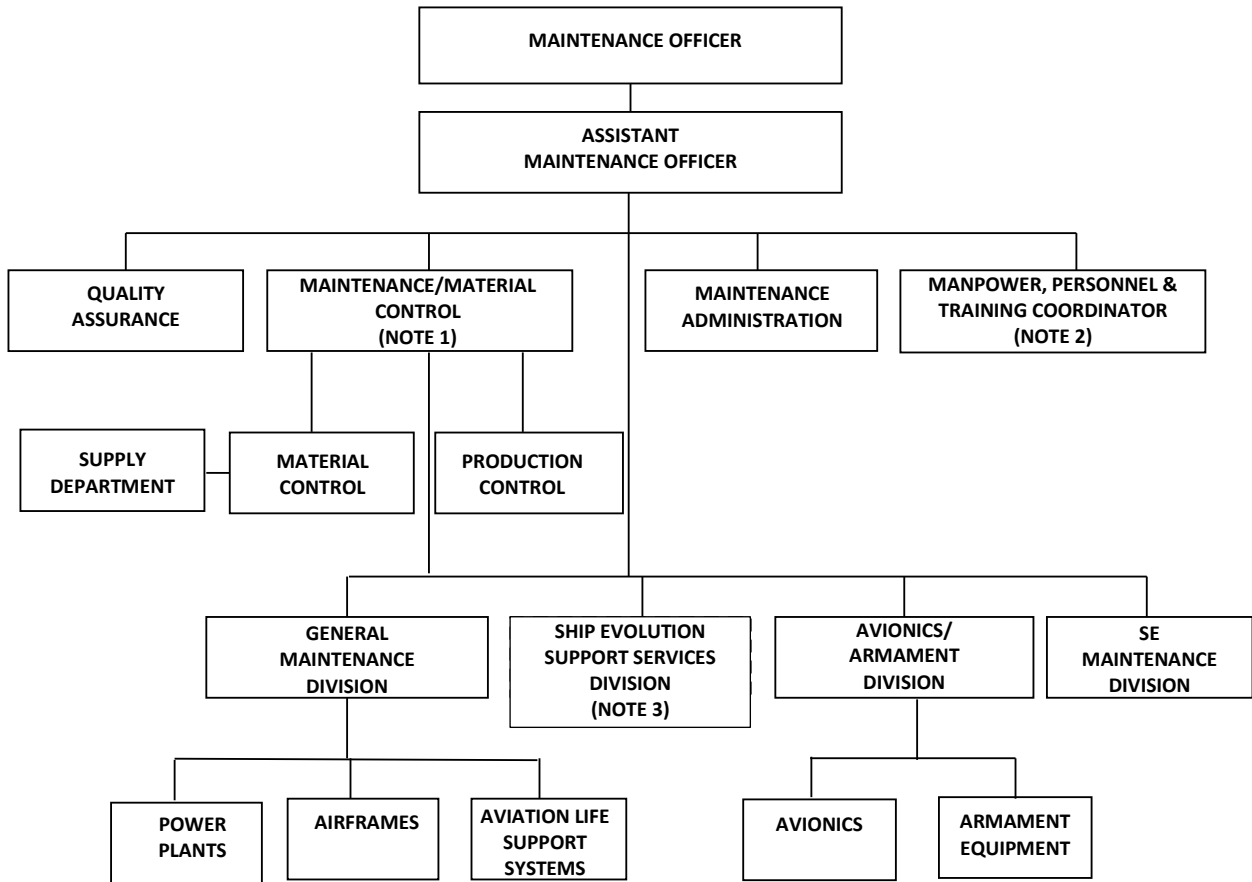 MAINTENANCE OFFICER
ASSISTANT
MAINTENANCE OFFICER
QUALITY
ASSURANCE
MAINTENANCE/MATERIAL
CONTROL
(NOTE 1)
MAINTENANCE
ADMINISTRATION
MANPOWER, PERSONNEL &
TRAINING COORDINATOR
(NOTE 2)
SUPPLY
DEPARTMENT
MATERIAL
CONTROL
PRODUCTION
CONTROL
GENERAL
MAINTENANCE
DIVISION
SHIP EVOLUTION
SUPPORT SERVICES
DIVISION
(NOTE 3)
AVIONICS/
ARMAMENT
DIVISION
SE
MAINTENANCE
DIVISION
POWER
PLANTS
AIRFRAMES
AVIATION LIFE
SUPPORT
SYSTEMS
AVIONICS
ARMAMENT
EQUIPMENT